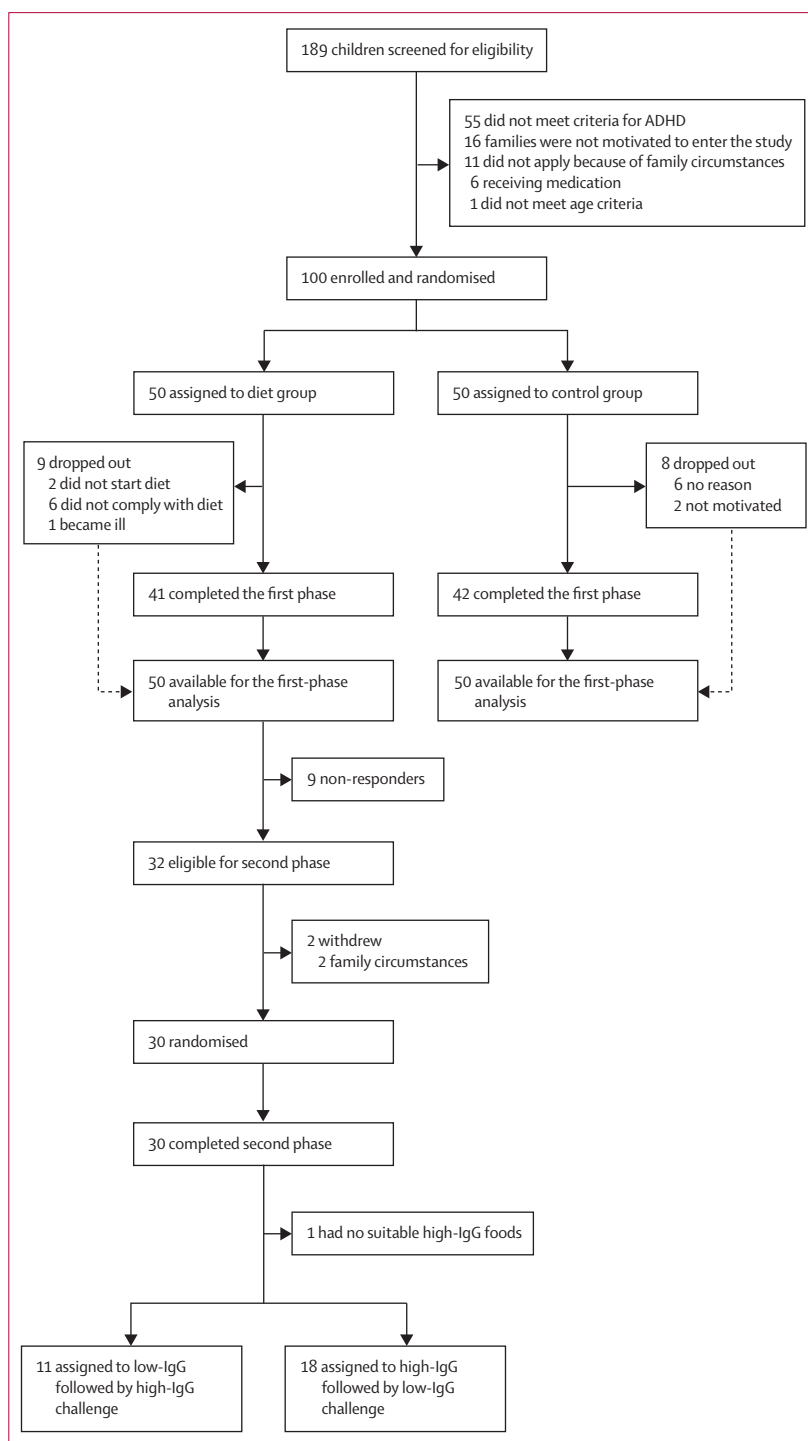 189 children screened for eligibility
55 did not meet criteria for ADHD
16 families were not motivated to enter the study
11 did not apply because of family circumstances
6 receiving medication
1 did not meet age criteria
100 enrolled and randomised
50 assigned to diet group
50 assigned to control group
9 dropped out
2 did not start diet
6 did not comply with diet
1 became ill
8 dropped out
6 no reason
2 not motivated
41 completed the first phase
42 completed the first phase
50 available for the first-phase
analysis
50 available for the first-phase
analysis
9 non-responders
32 eligible for second phase
2 withdrew
2 family circumstances
30 randomised
30 completed second phase
1 had no suitable high-IgG foods
11 assigned to low-IgG
followed by high-IgG
challenge
18 assigned to high-IgG
followed by low-IgG
challenge